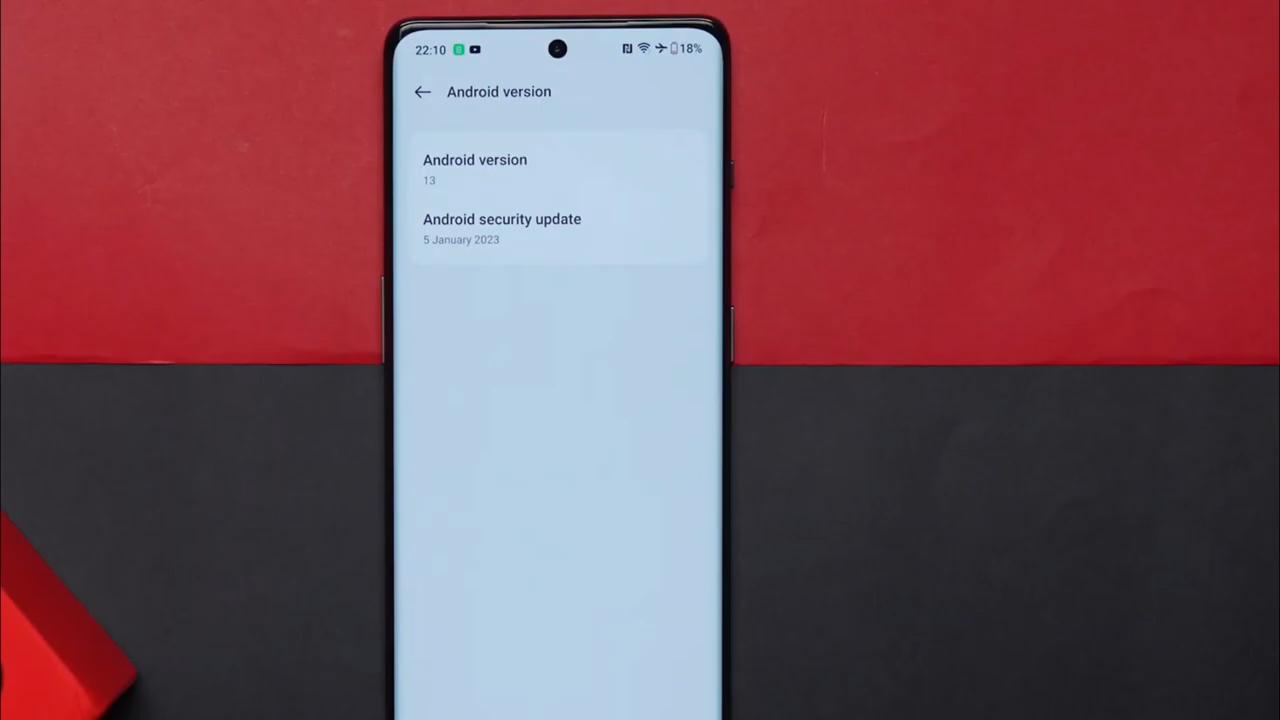 22:10 18%
Android version
Android version
13
Android security update
5 January 2023